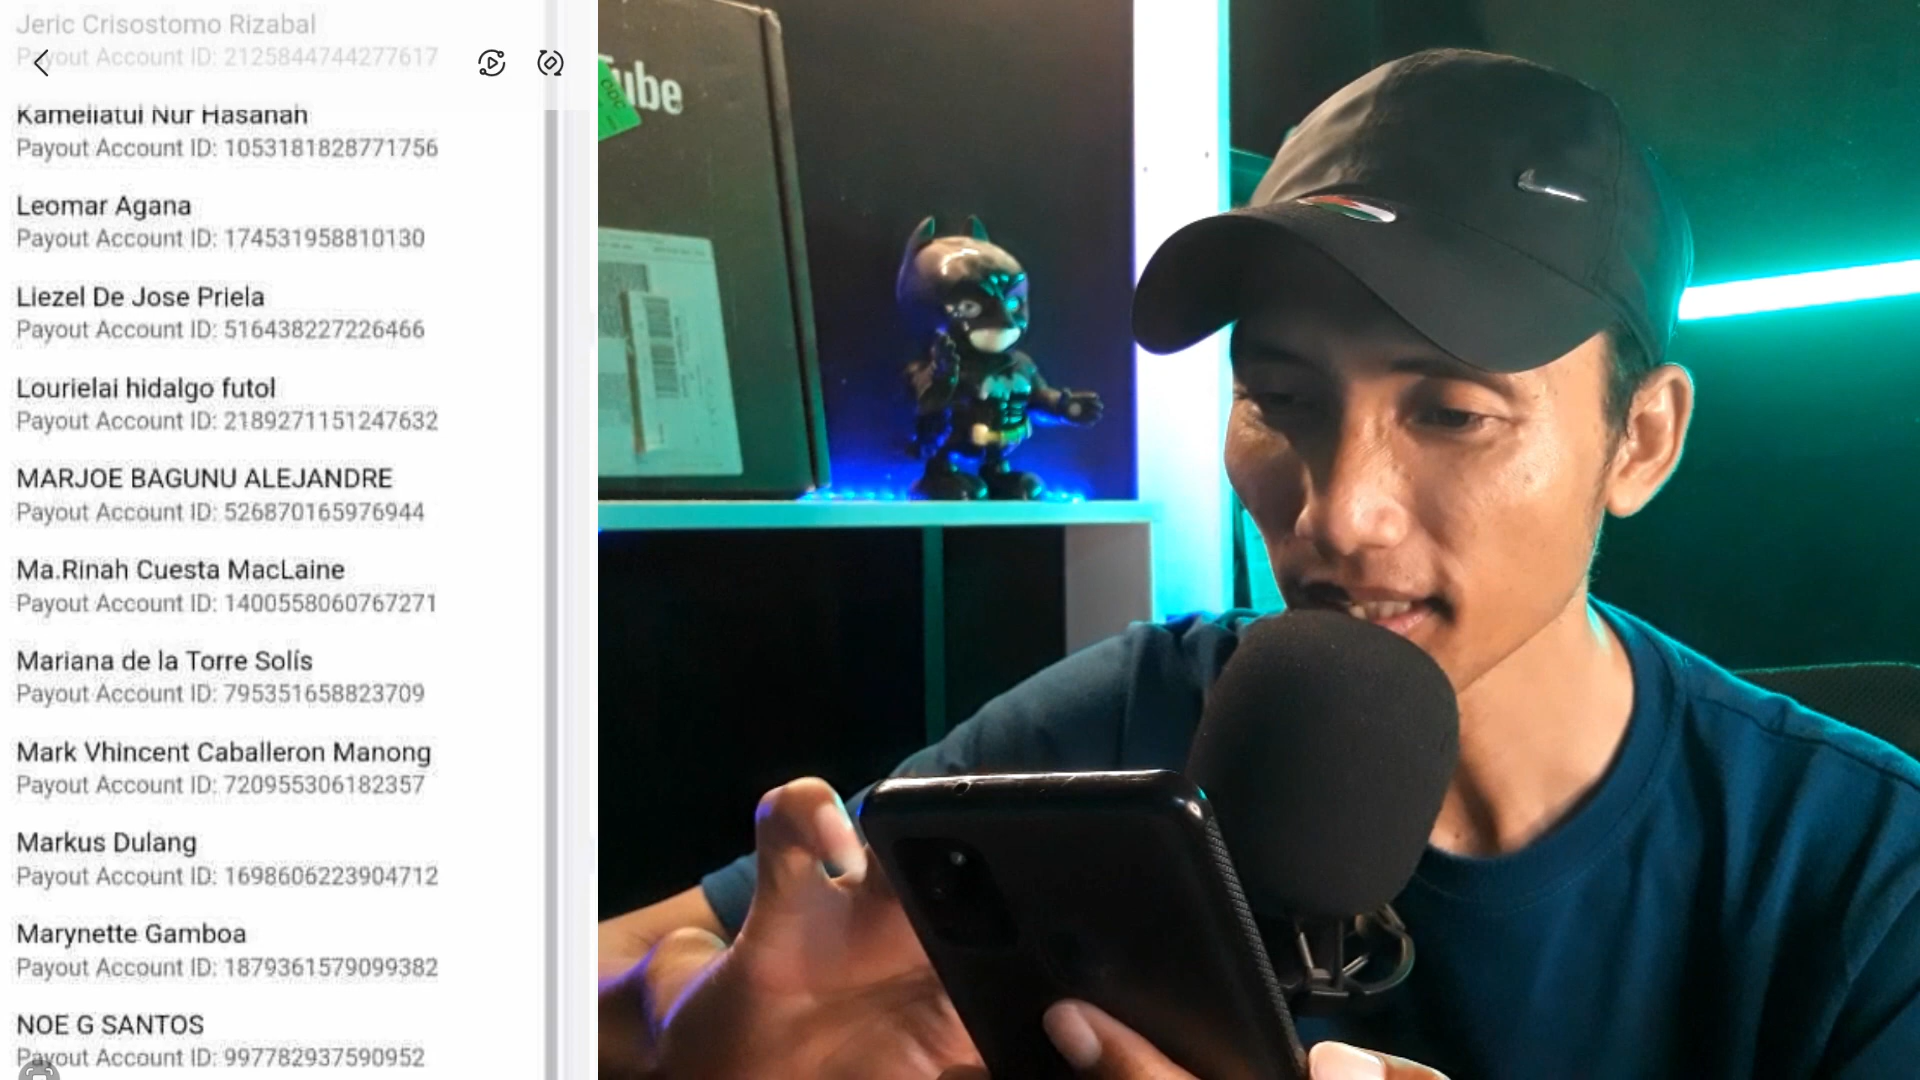 Jeric Crisostomo Rizabal
Payout Account ID: 2125844744277617
Kameliatul Nur Hasanah
Payout Account ID: 1053181828771756
Leomar Agana
Payout Account ID: 174531958810130
Liezel De Jose Priela
Payout Account ID: 516438227226466
Lourielai hidalgo futol
Payout Account ID: 2189271151247632
MARJOE BAGUNU ALEJANDRE
Payout Account ID: 526870165976944
Ma.Rinah Cuesta MacLaine
Payout Account ID: 1400558060767271
Mariana de la Torre Solís
Payout Account ID: 795351658823709
Mark Vhincent Caballeron Manong
Payout Account ID: 720955306182357
Markus Dulang
Payout Account ID: 1698606223904712
Marynette Gamboa
Payout Account ID: 1879361579099382
NOE G SANTOS
Payout Account ID: 997782937590952
Tube